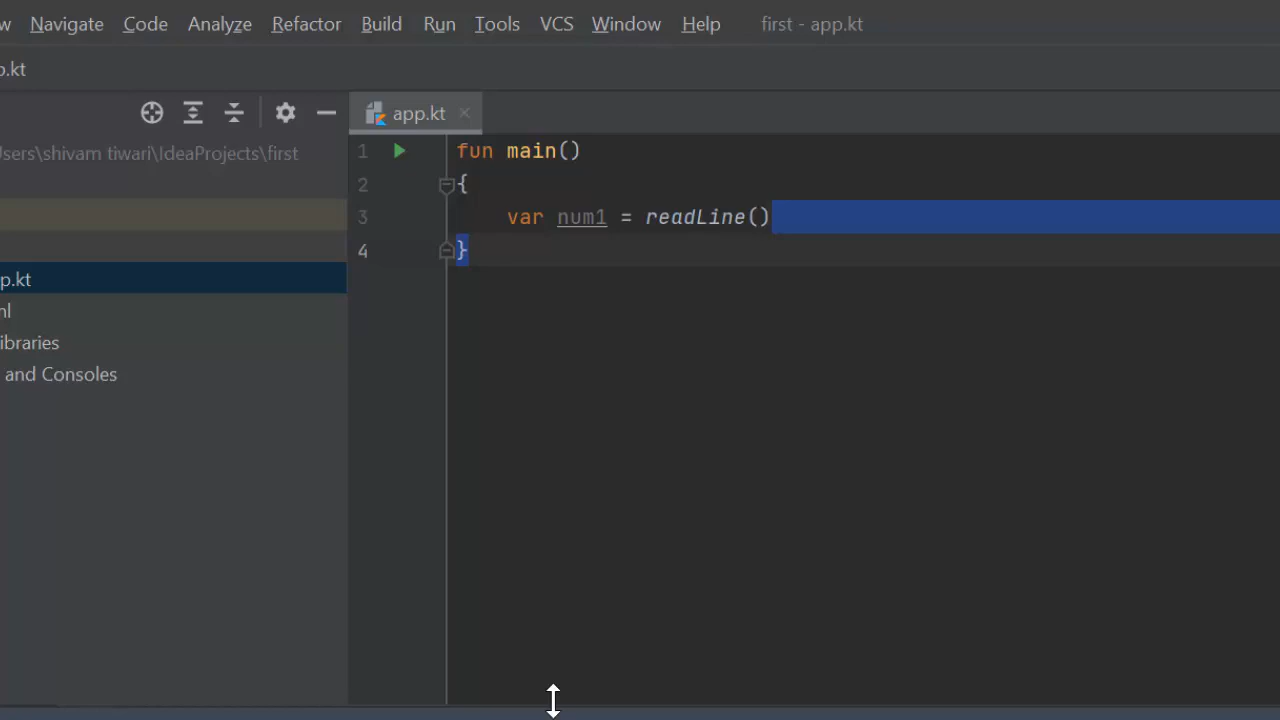 w Navigate Code Analyze Refactor Build Run Tools VCS Window Help first - app.kt
p.kt
app.kt
sers\shivam tiwari\IdeaProjects\first
1 fun main()
2 {
3 var num1 = readLine()
4 }
p.kt
ml
ibraries
and Consoles